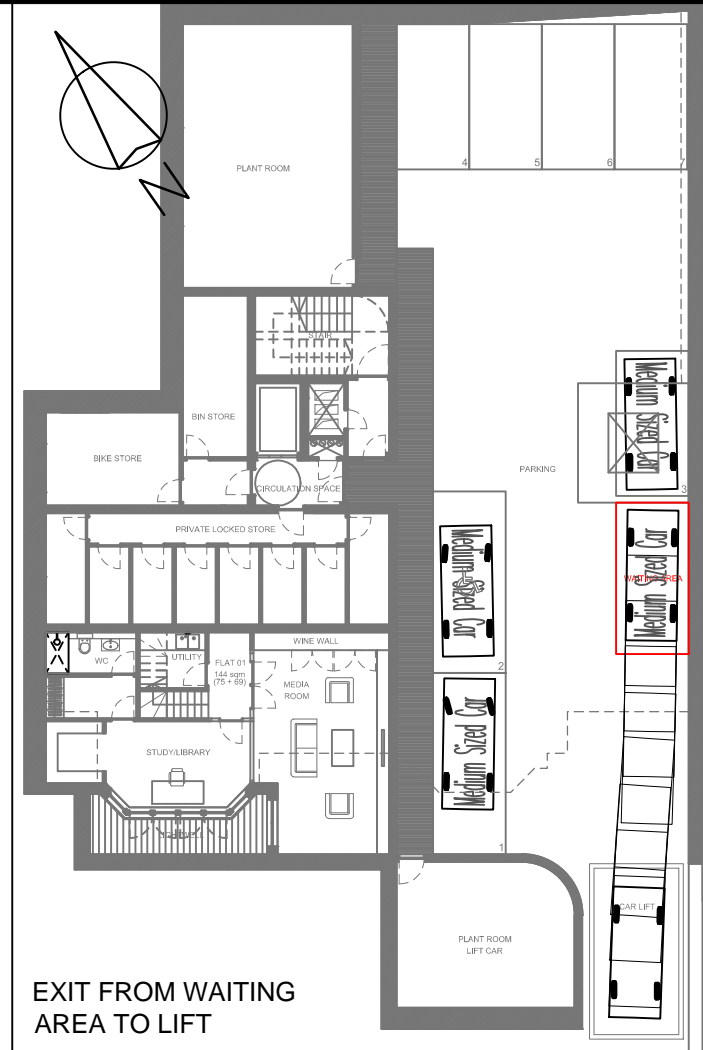 N
PLANT ROOM
4
5
6
7
STAIR
BIN STORE
BIKE STORE
CIRCULATION SPACE
PARKING
Medium Sized Car
3
PRIVATE LOCKED STORE
WAITING AREA
Medium Sized Car
Medium Sized Car
2
WC
UTILITY
FLAT 01
144 sqm
(75 + 69)
WINE WALL
MEDIA
ROOM
STUDY/LIBRARY
Medium Sized Car
1
CAR LIFT
PLANT ROOM
LIFT CAR
EXIT FROM WAITING
AREA TO LIFT